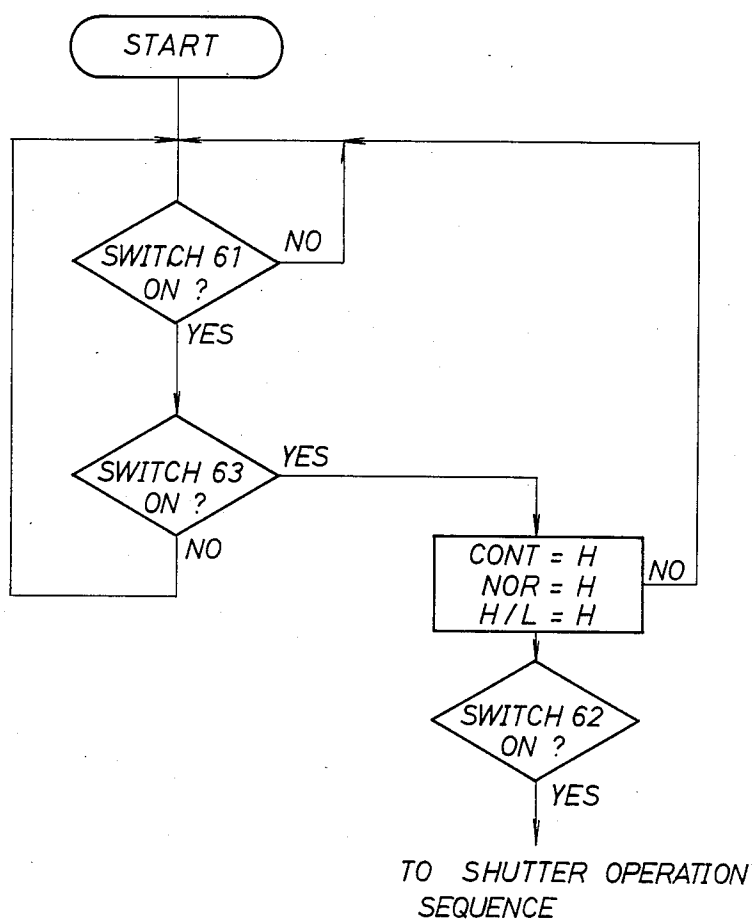 START
SWITCH 61
ON ?
NO
YES
SWITCH 63
ON ?
YES
NO
CONT = H
NOR = H
H/L = H
NO
SWITCH 62
ON ?
YES
TO SHUTTER OPERATION
SEQUENCE